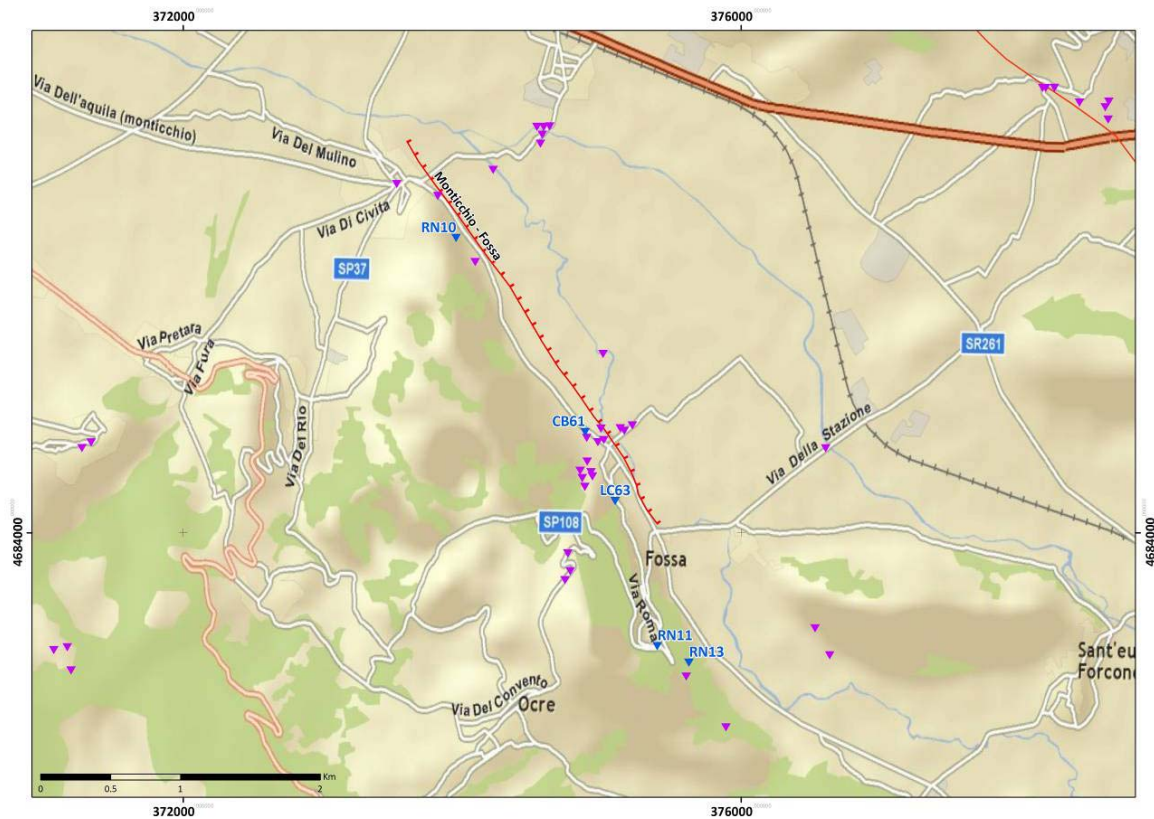 372000
376000
Via Dell'aquila (monticchio)
Via Del Mulino
Monticchio - Fossa
Via Di Civita
RN10
SP37
Via Pretara
Via Fura
SR261
CB61
Via Del Rio
Via Della Stazione
LC63
SP108
4684000
4684000
Fossa
Via Roma
RN11
RN13
Sant'eu
Forcone
Via Del Convento
Ocre
Km
0
0.5
1
2
372000
376000